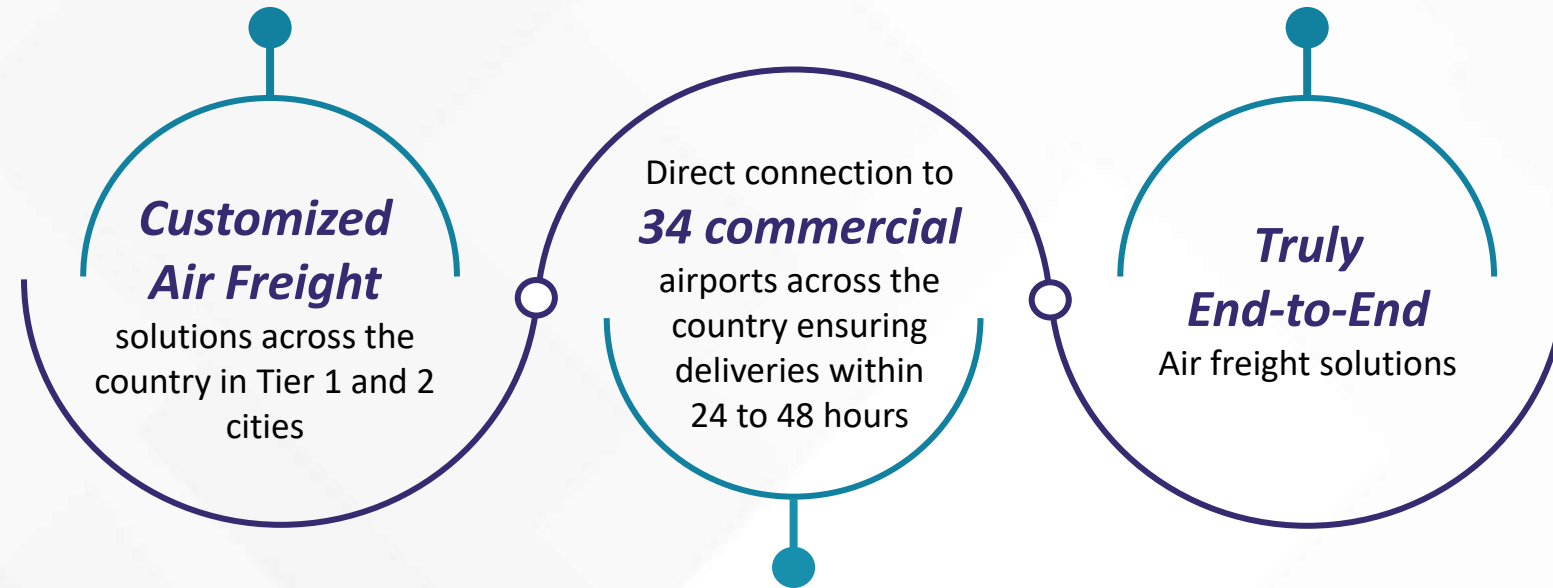 Customized
Air Freight
solutions across the
country in Tier 1 and 2
cities
Direct connection to
34 commercial
airports across the
country ensuring
deliveries within
24 to 48 hours
Truly
End-to-End
Air freight solutions